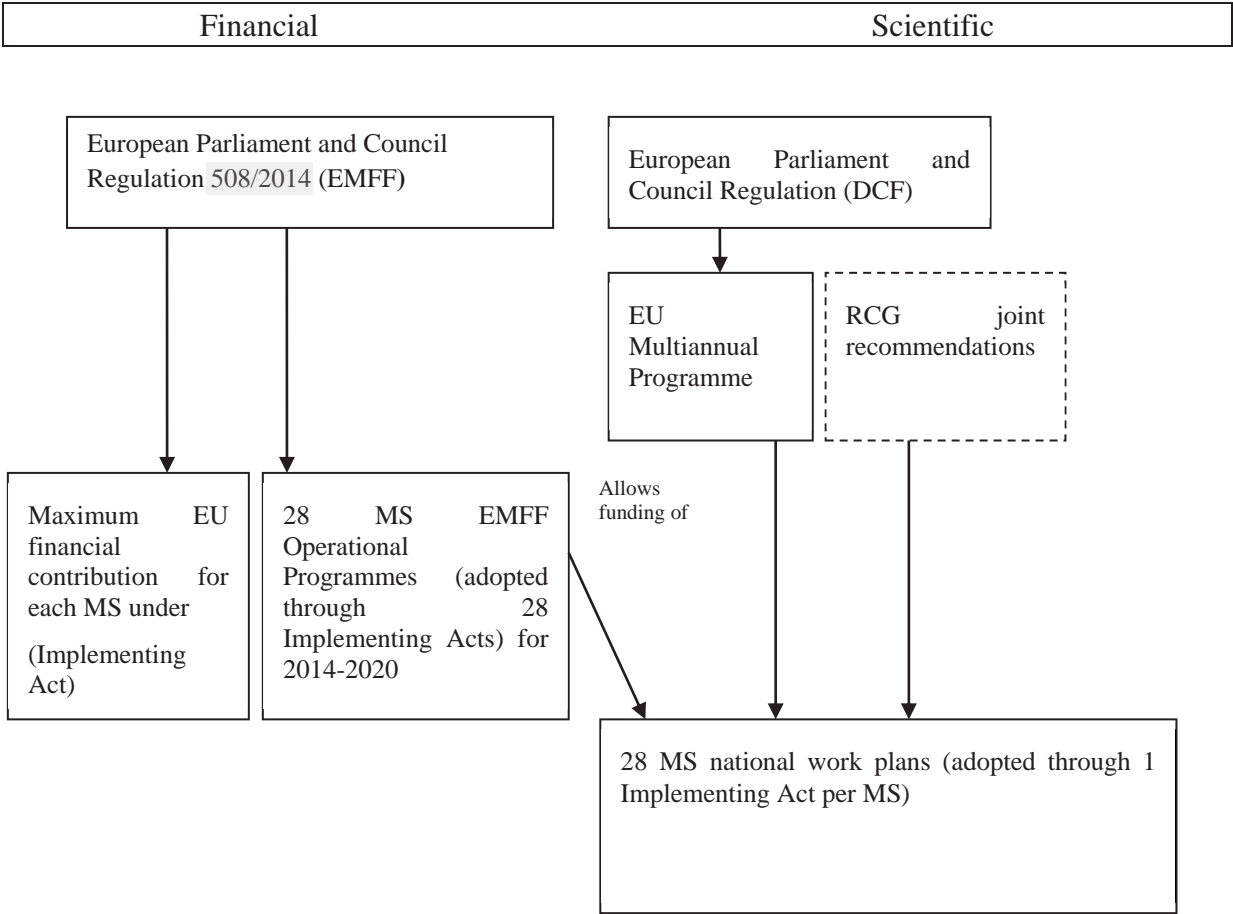 Financial
Scientific
European Parliament and Council
Regulation 508/2014 (EMFF)
European Parliament and
Council Regulation (DCF)
EU
Multiannual
Programme
RCG joint
recommendations
Maximum EU
financial
contribution for
each MS under
(Implementing
Act)
28 MS EMFF
Operational
Programmes (adopted
through 28
Implementing Acts) for
2014-2020
Allows
funding of
28 MS national work plans (adopted through 1
Implementing Act per MS)